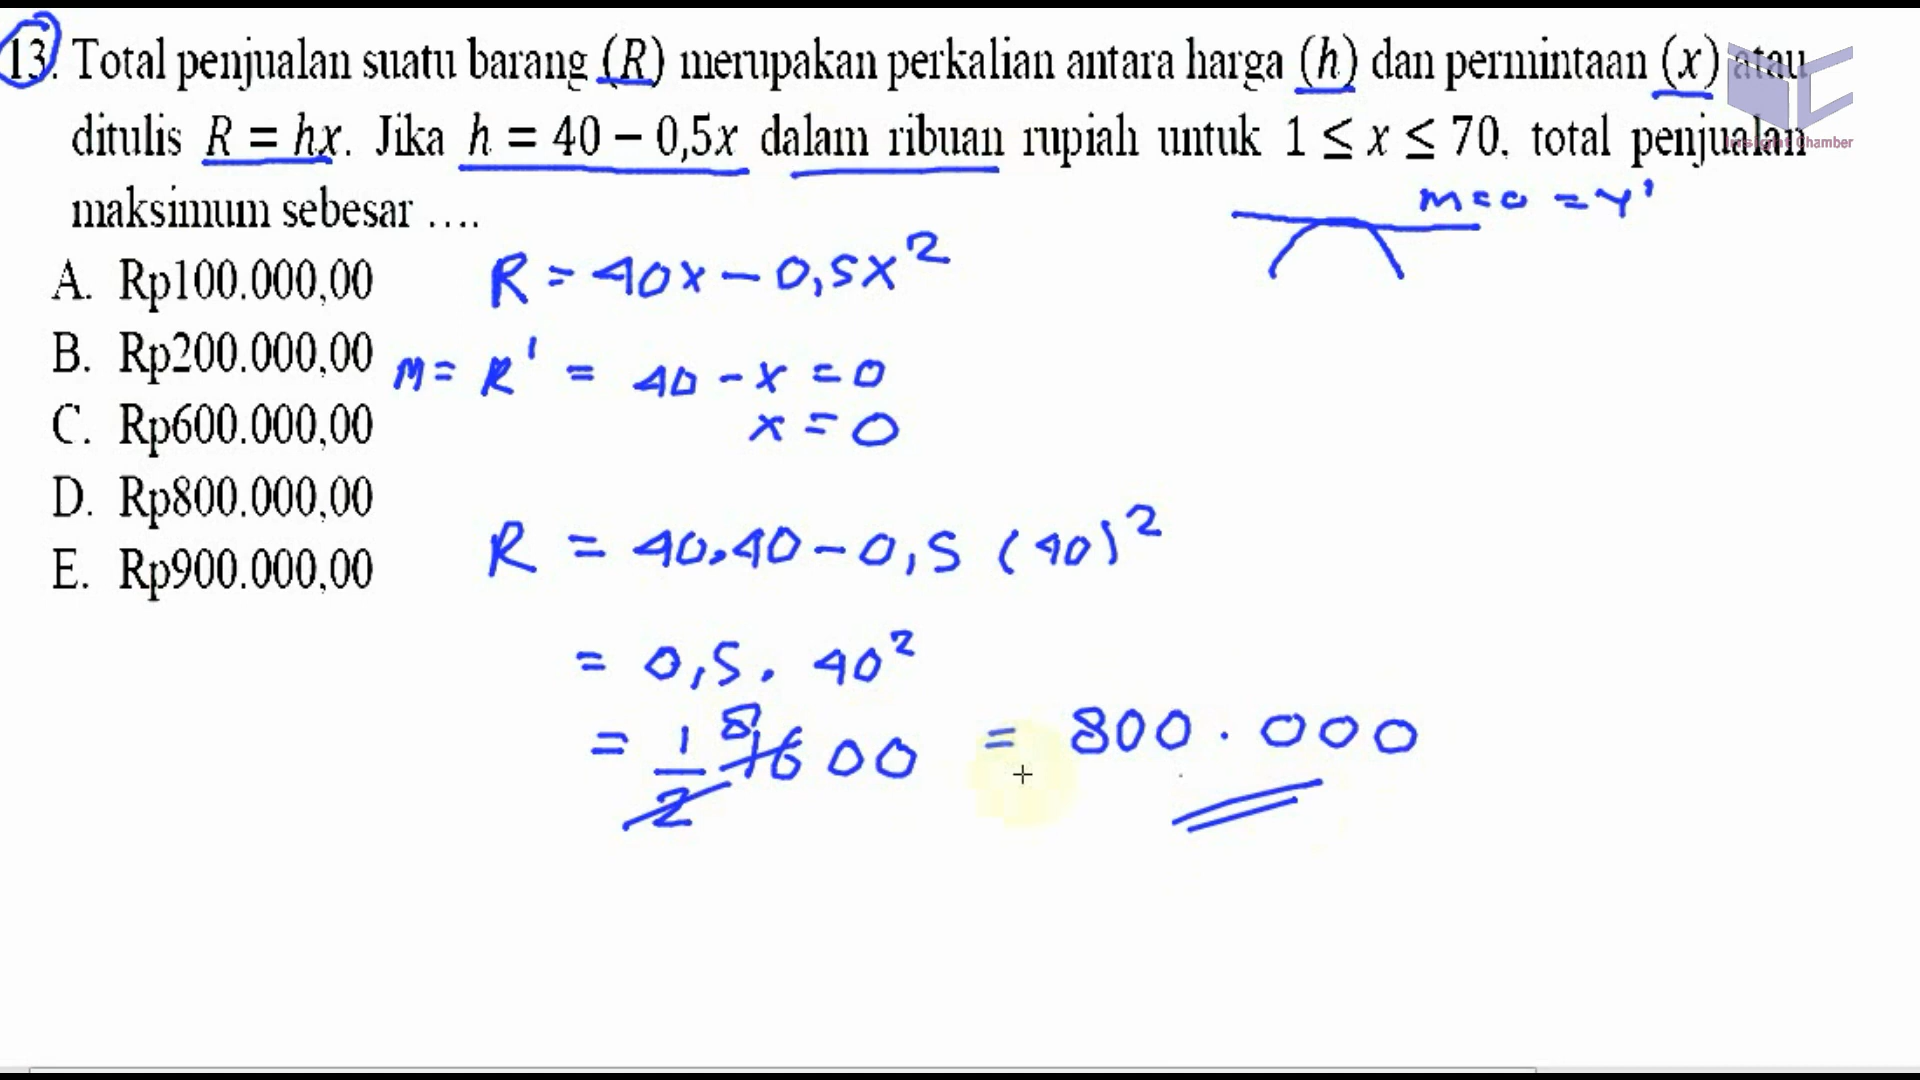 13. Total penjualan suatu barang (R) merupakan perkalian antara harga (h) dan permintaan (x) atau
ditulis R = hx. Jika h = 40 – 0,5x dalam ribuan rupiah untuk 1 ≤ x ≤ 70, total penjualan
maksimum sebesar ….
m = 0 = y'
A. Rp100.000,00
B. Rp200.000,00
C. Rp600.000,00
D. Rp800.000,00
E. Rp900.000,00
R = 40x – 0,5x²
m = R' = 40 – x = 0
x = 0
R = 40.40 – 0,5 (40)²
= 0,5 . 40²
= 1/2 1600 = 800.000
8
Insight Chamber